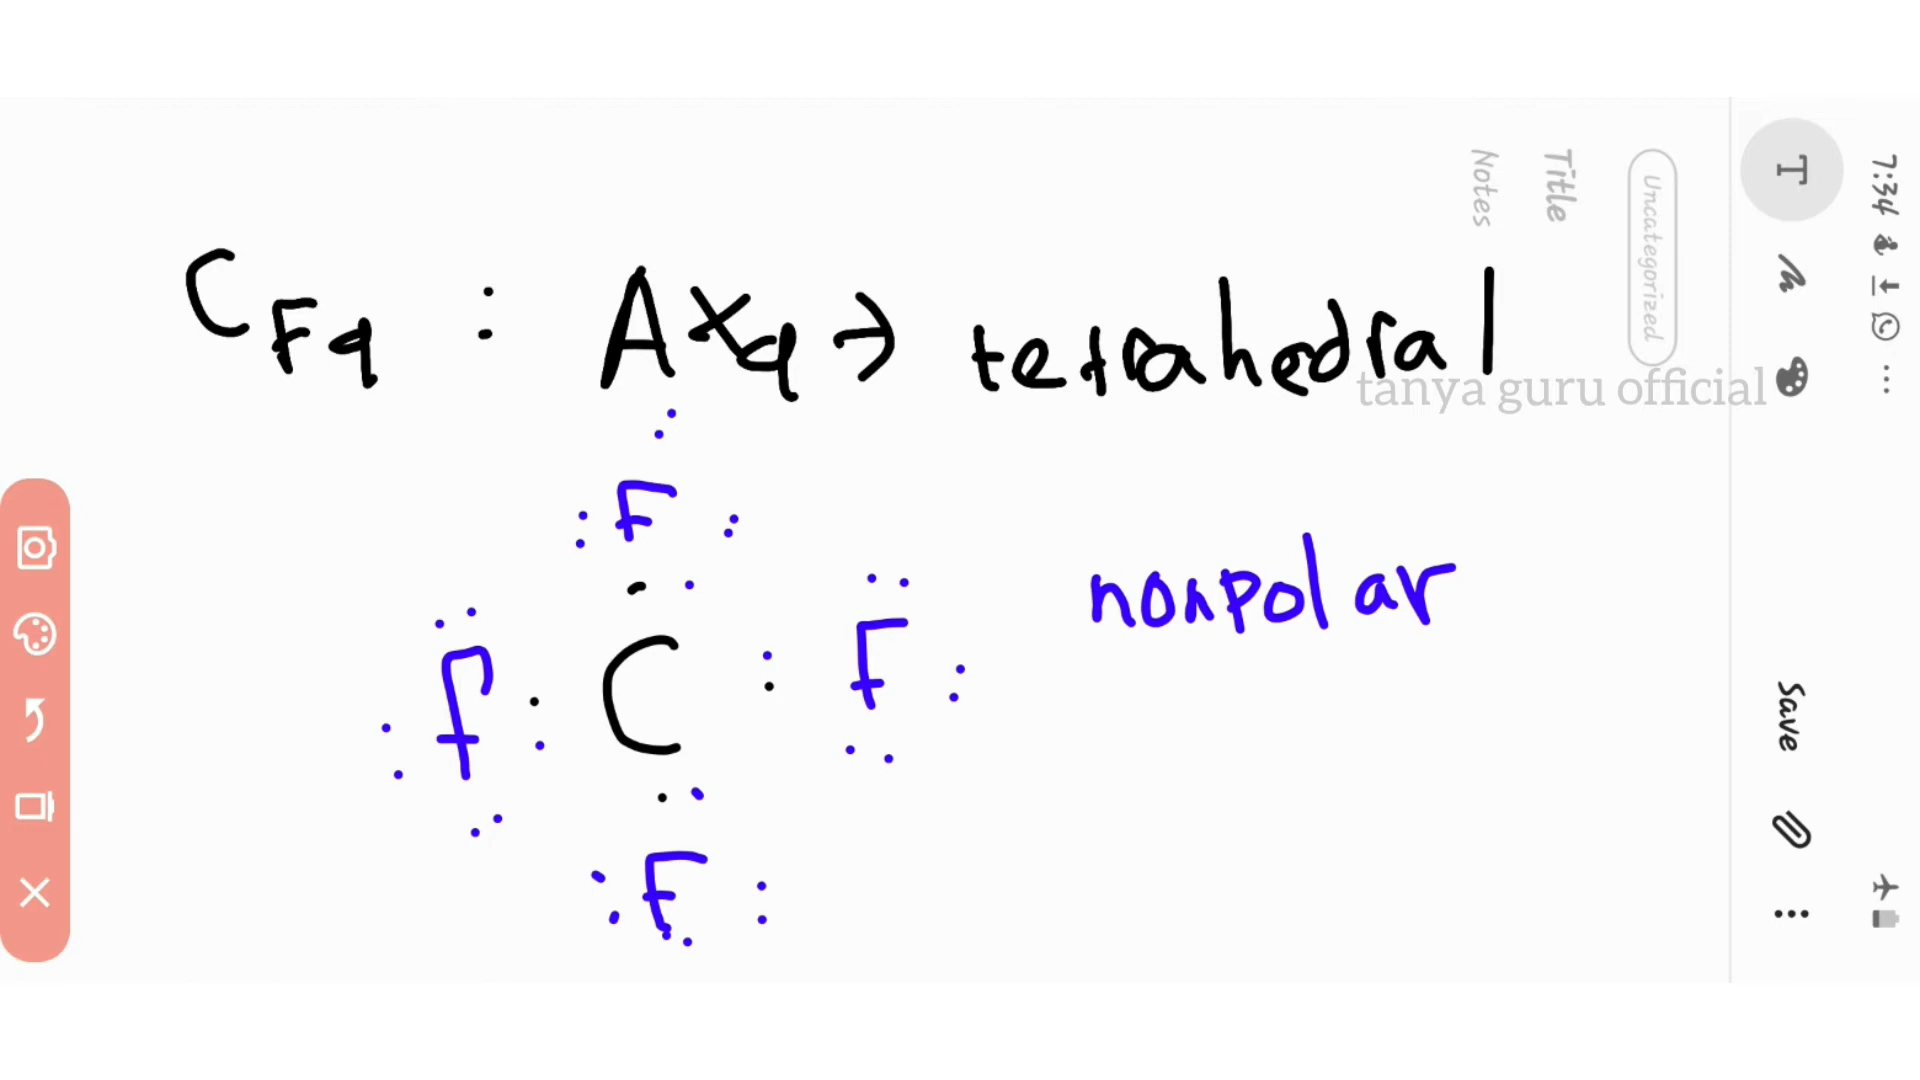 CF4 : AX4 → tetrahedral
tanya guru official
:F:
nonpolar
F : C : F :
:F:
Title
Notes
Uncategorized
T
7:34
Save